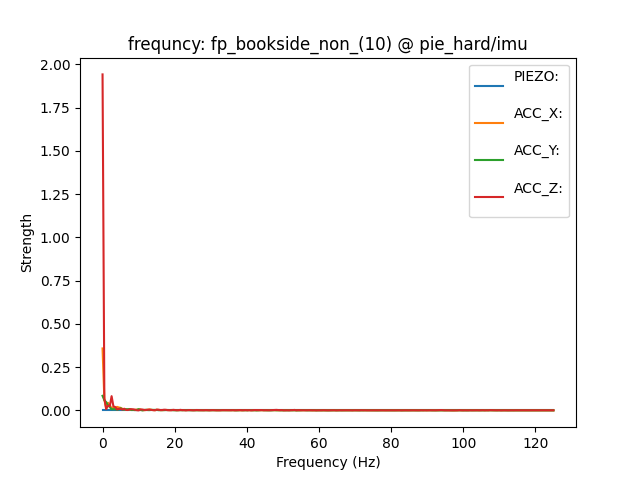 frequncy: fp_bookside_non_(10) @ pie_hard/imu
2.00
1.75
1.50
1.25
1.00
0.75
0.50
0.25
0.00
Strength
PIEZO:
ACC_X:
ACC_Y:
ACC_Z:
0 20 40 60 80 100 120
Frequency (Hz)